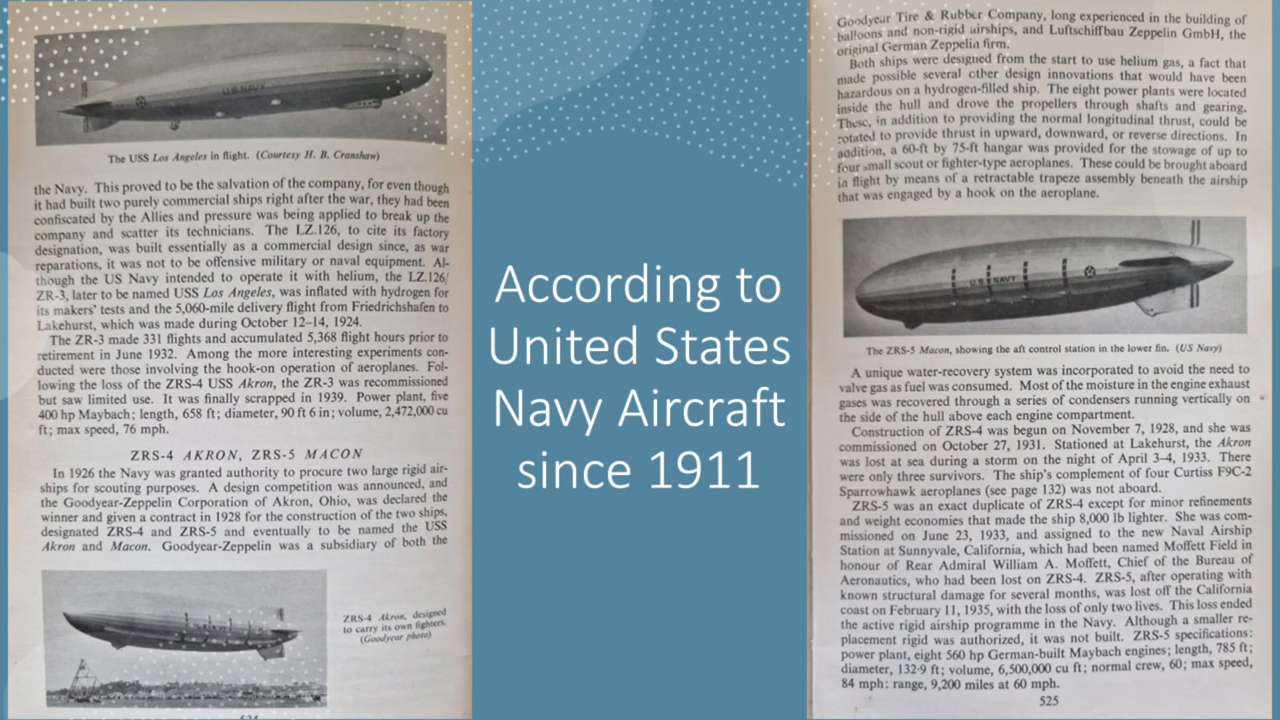 U.S. NAVY
The USS Los Angeles in flight. (Courtesy H. B. Cranshaw)
the Navy. This proved to be the salvation of the company, for even though
it had built two purely commercial ships right after the war, they had been
confiscated by the Allies and pressure was being applied to break up the
company and scatter its technicians. The LZ.126, to cite its factory
designation, was built essentially as a commercial design since, as war
reparations, it was not to be offensive military or naval equipment. Al-
though the US Navy intended to operate it with helium, the LZ.126/
ZR-3, later to be named USS Los Angeles, was inflated with hydrogen for
its makers' tests and the 5,060-mile delivery flight from Friedrichshafen to
Lakehurst, which was made during October 12–14, 1924.
The ZR-3 made 331 flights and accumulated 5,368 flight hours prior to
retirement in June 1932. Among the more interesting experiments con-
ducted were those involving the hook-on operation of aeroplanes. Fol-
lowing the loss of the ZRS-4 USS Akron, the ZR-3 was recommissioned
but saw limited use. It was finally scrapped in 1939. Power plant, five
400 hp Maybach; length, 658 ft; diameter, 90 ft 6 in; volume, 2,472,000 cu
ft; max speed, 76 mph.
ZRS-4 AKRON, ZRS-5 MACON
In 1926 the Navy was granted authority to procure two large rigid air-
ships for scouting purposes. A design competition was announced, and
the Goodyear-Zeppelin Corporation of Akron, Ohio, was declared the
winner and given a contract in 1928 for the construction of the two ships,
designated ZRS-4 and ZRS-5 and eventually to be named the USS
Akron and Macon. Goodyear-Zeppelin was a subsidiary of both the
ZRS-4 Akron, designed
to carry its own fighters.
(Goodyear photo)
According to
United States
Navy Aircraft
since 1911
Goodyear Tire & Rubber Company, long experienced in the building of
balloons and non-rigid airships, and Luftschiffbau Zeppelin GmbH, the
original German Zeppelin firm.
Both ships were designed from the start to use helium gas, a fact that
made possible several other design innovations that would have been
hazardous on a hydrogen-filled ship. The eight power plants were located
inside the hull and drove the propellers through shafts and gearing.
These, in addition to providing the normal longitudinal thrust, could be
rotated to provide thrust in upward, downward, or reverse directions. In
addition, a 60-ft by 75-ft hangar was provided for the stowage of up to
four small scout or fighter-type aeroplanes. These could be brought aboard
in flight by means of a retractable trapeze assembly beneath the airship
that was engaged by a hook on the aeroplane.
U.S. NAVY
The ZRS-5 Macon, showing the aft control station in the lower fin. (US Navy)
A unique water-recovery system was incorporated to avoid the need to
valve gas as fuel was consumed. Most of the moisture in the engine exhaust
gases was recovered through a series of condensers running vertically on
the side of the hull above each engine compartment.
Construction of ZRS-4 was begun on November 7, 1928, and she was
commissioned on October 27, 1931. Stationed at Lakehurst, the Akron
was lost at sea during a storm on the night of April 3–4, 1933. There
were only three survivors. The ship's complement of four Curtiss F9C-2
Sparrowhawk aeroplanes (see page 132) was not aboard.
ZRS-5 was an exact duplicate of ZRS-4 except for minor refinements
and weight economies that made the ship 8,000 lb lighter. She was com-
missioned on June 23, 1933, and assigned to the new Naval Airship
Station at Sunnyvale, California, which had been named Moffett Field in
honour of Rear Admiral William A. Moffett, Chief of the Bureau of
Aeronautics, who had been lost on ZRS-4. ZRS-5, after operating with
known structural damage for several months, was lost off the California
coast on February 11, 1935, with the loss of only two lives. This loss ended
the active rigid airship programme in the Navy. Although a smaller re-
placement rigid was authorized, it was not built. ZRS-5 specifications:
power plant, eight 560 hp German-built Maybach engines; length, 785 ft;
diameter, 132·9 ft; volume, 6,500,000 cu ft; normal crew, 60; max speed,
84 mph: range, 9,200 miles at 60 mph.
525